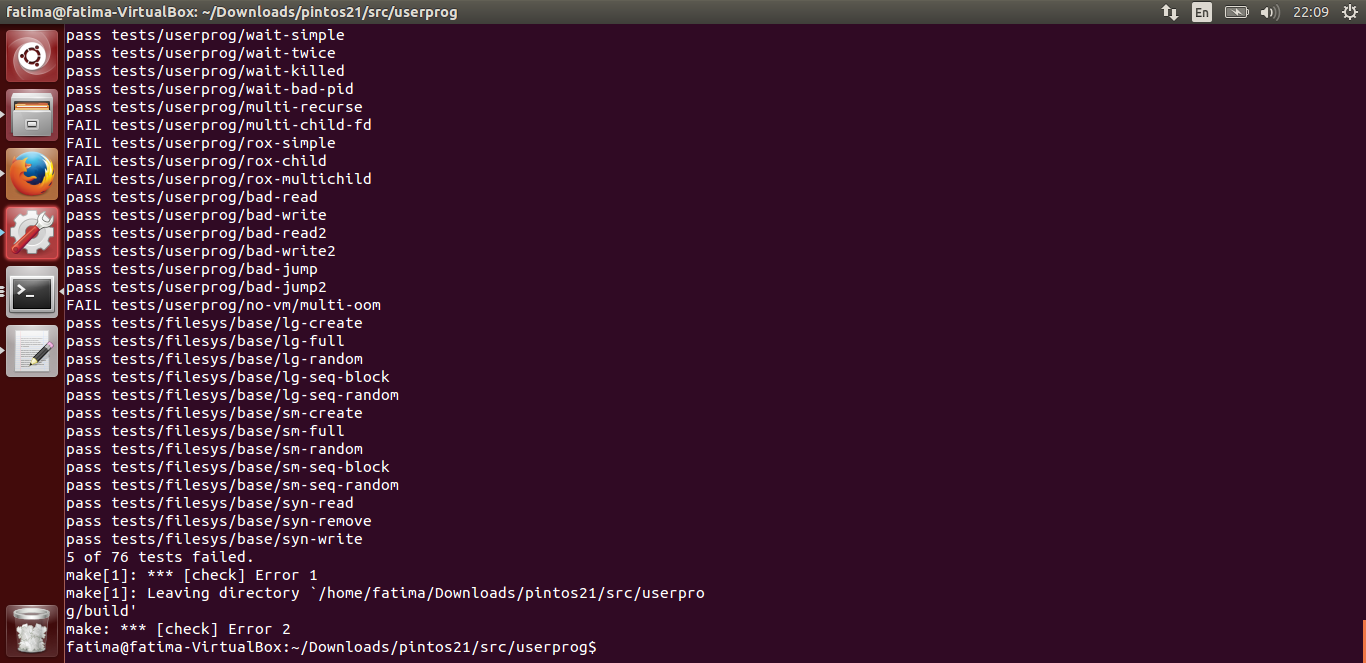 fatima@fatima-VirtualBox: ~/Downloads/pintos21/src/userprog
En
22:09
pass tests/userprog/wait-simple
pass tests/userprog/wait-twice
pass tests/userprog/wait-killed
pass tests/userprog/wait-bad-pid
pass tests/userprog/multi-recurse
FAIL tests/userprog/multi-child-fd
FAIL tests/userprog/rox-simple
FAIL tests/userprog/rox-child
FAIL tests/userprog/rox-multichild
pass tests/userprog/bad-read
pass tests/userprog/bad-write
pass tests/userprog/bad-read2
pass tests/userprog/bad-write2
pass tests/userprog/bad-jump
pass tests/userprog/bad-jump2
FAIL tests/userprog/no-vm/multi-oom
pass tests/filesys/base/lg-create
pass tests/filesys/base/lg-full
pass tests/filesys/base/lg-random
pass tests/filesys/base/lg-seq-block
pass tests/filesys/base/lg-seq-random
pass tests/filesys/base/sm-create
pass tests/filesys/base/sm-full
pass tests/filesys/base/sm-random
pass tests/filesys/base/sm-seq-block
pass tests/filesys/base/sm-seq-random
pass tests/filesys/base/syn-read
pass tests/filesys/base/syn-remove
pass tests/filesys/base/syn-write
5 of 76 tests failed.
make[1]: *** [check] Error 1
make[1]: Leaving directory `/home/fatima/Downloads/pintos21/src/userpro
g/build'
make: *** [check] Error 2
fatima@fatima-VirtualBox:~/Downloads/pintos21/src/userprog$